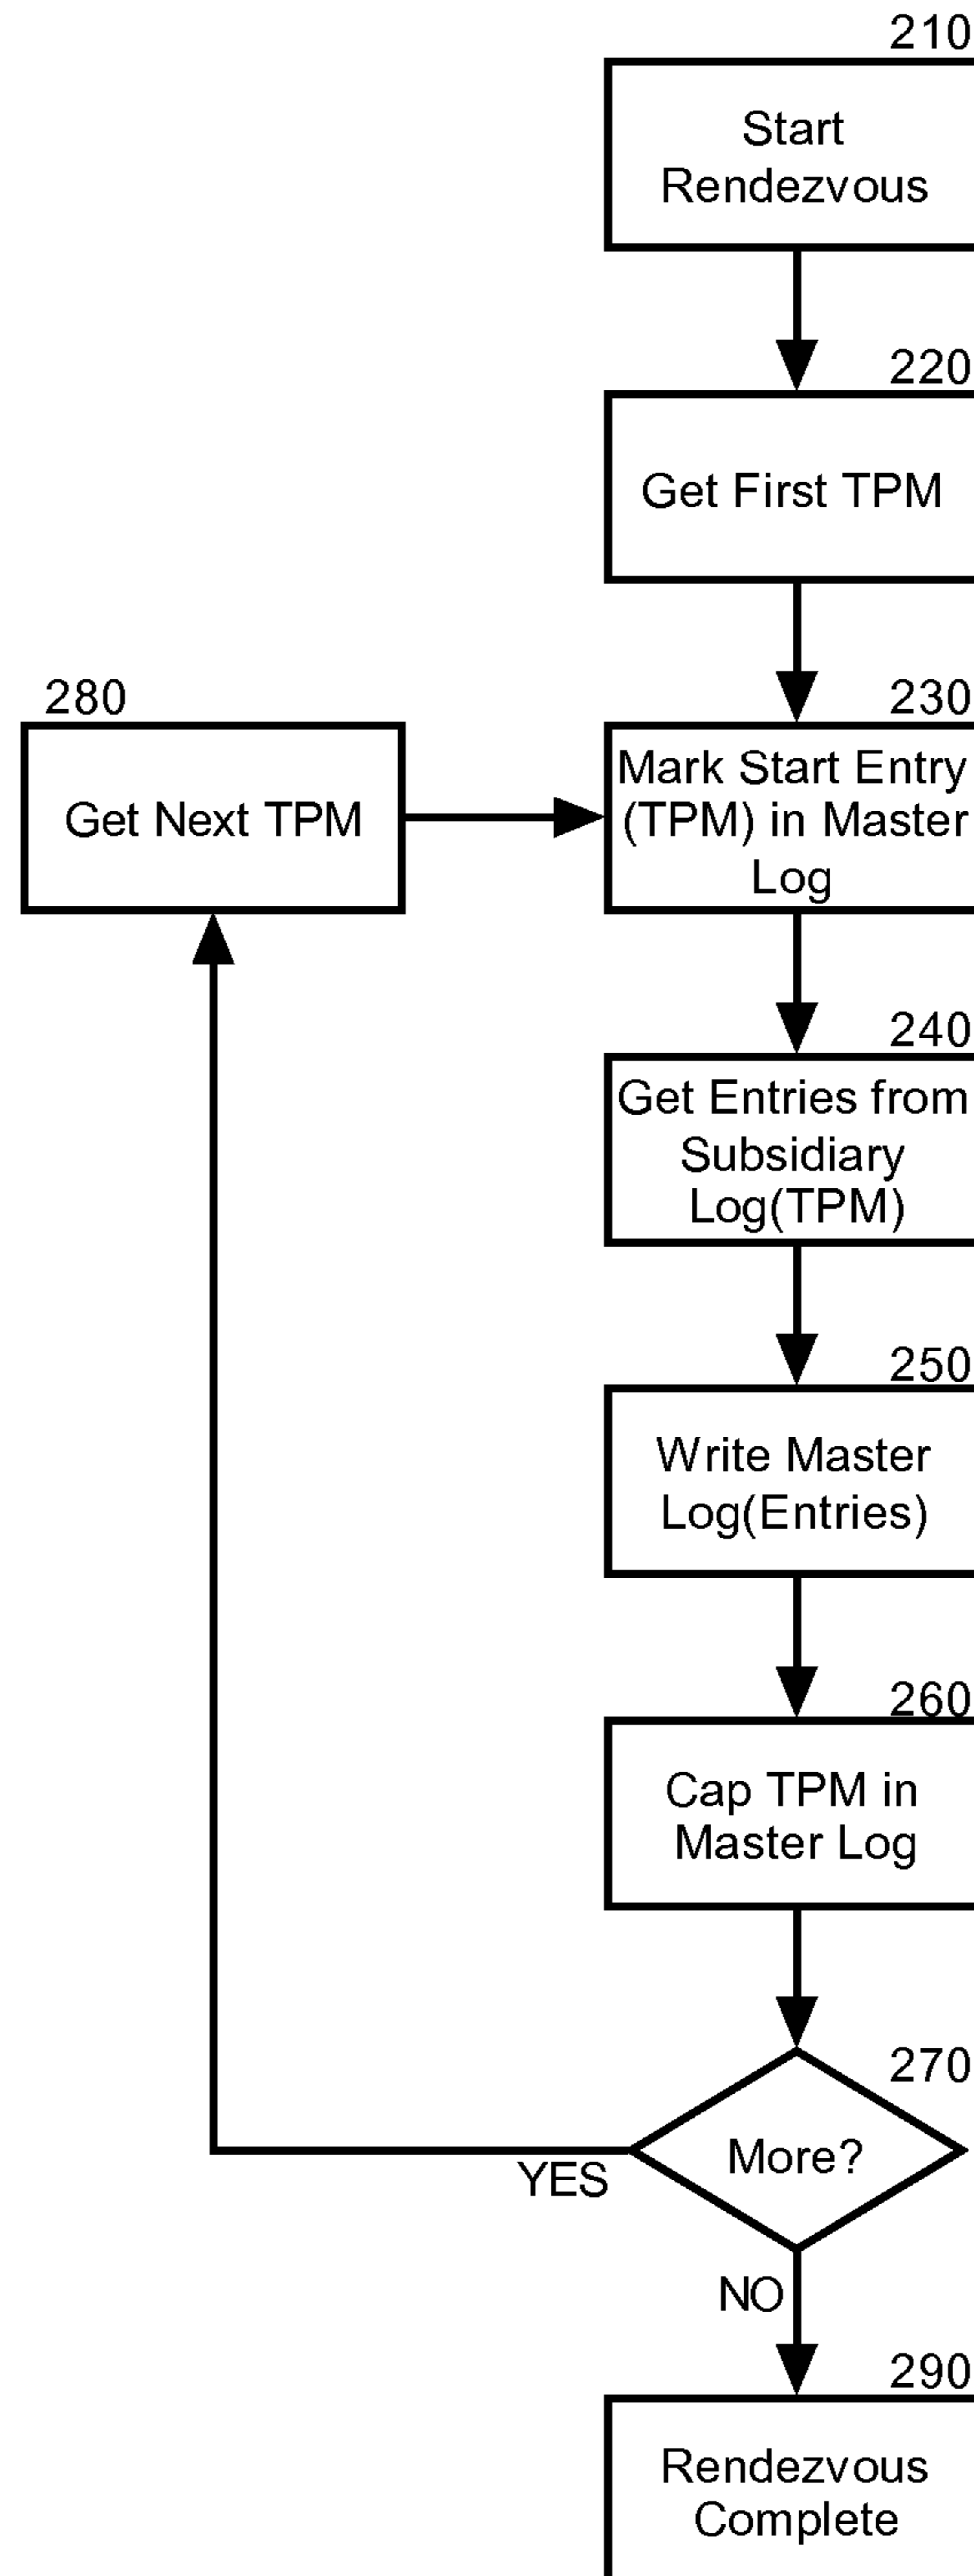 210
Start
Rendezvous
220
Get First TPM
280
Get Next TPM
230
Mark Start Entry
(TPM) in Master
Log
240
Get Entries from
Subsidiary
Log(TPM)
250
Write Master
Log(Entries)
260
Cap TPM in
Master Log
270
More?
YES
NO
290
Rendezvous
Complete